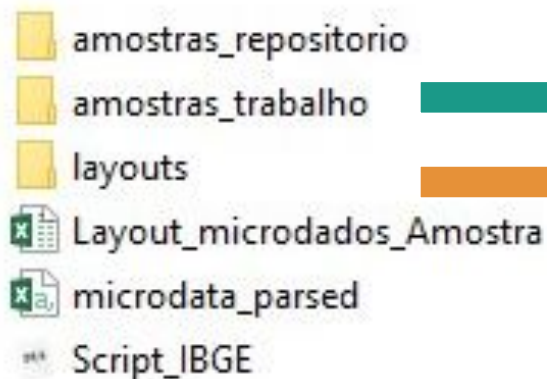 amostras_repositorio
amostras_trabalho
layouts
Layout_microdados_Amostra
microdata_parsed
Script_IBGE